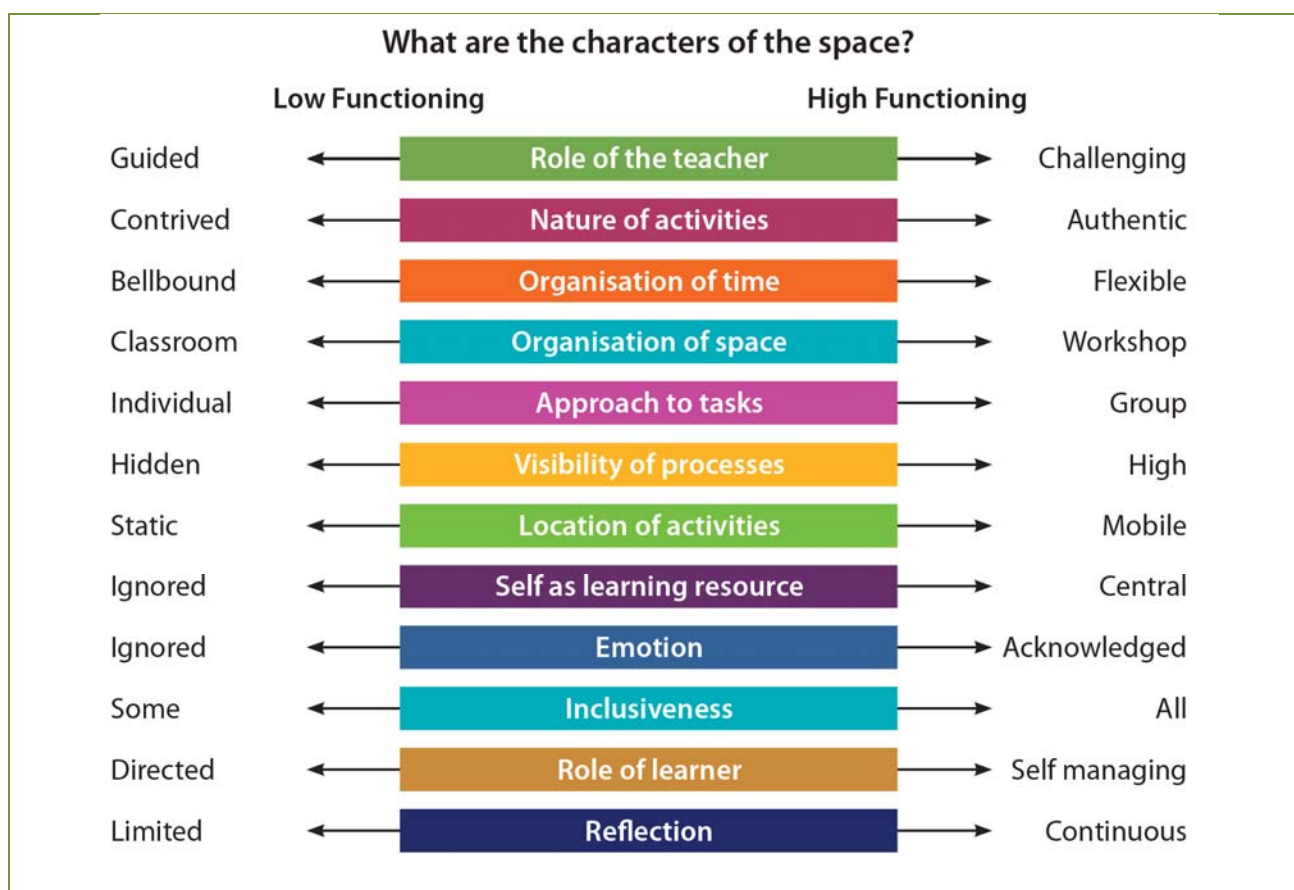 What are the characters of the space?
Low Functioning High Functioning
Guided Role of the teacher Challenging
Contrived Nature of activities Authentic
Bellbound Organisation of time Flexible
Classroom Organisation of space Workshop
Individual Approach to tasks Group
Hidden Visibility of processes High
Static Location of activities Mobile
Ignored Self as learning resource Central
Ignored Emotion Acknowledged
Some Inclusiveness All
Directed Role of learner Self managing
Limited Reflection Continuous